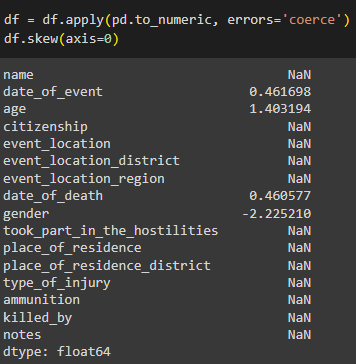 df = df.apply(pd.to_numeric, errors='coerce')
df.skew(axis=0)
name NaN
date_of_event 0.461698
age 1.403194
citizenship NaN
event_location NaN
event_location_district NaN
event_location_region NaN
date_of_death 0.460577
gender -2.225210
took_part_in_the_hostilities NaN
place_of_residence NaN
place_of_residence_district NaN
type_of_injury NaN
ammunition NaN
killed_by NaN
notes NaN
dtype: float64